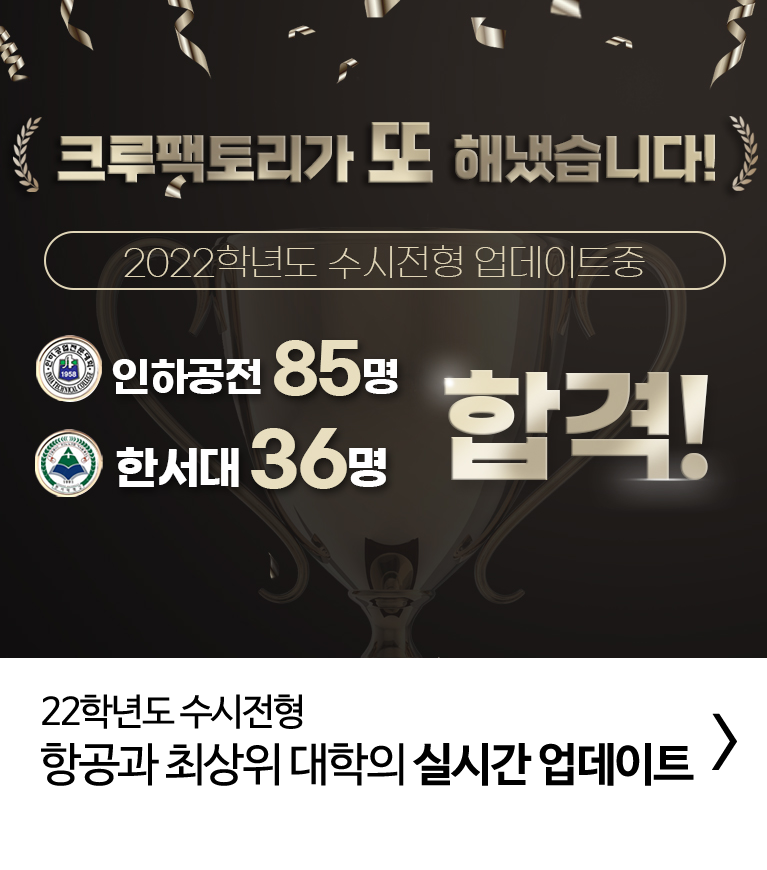 크루팩토리가 또 해냈습니다!
2022학년도 수시전형 업데이트중
인하공전 85명
한서대 36명
합격!
1958
22학년도 수시전형
항공과 최상위 대학의 실시간 업데이트